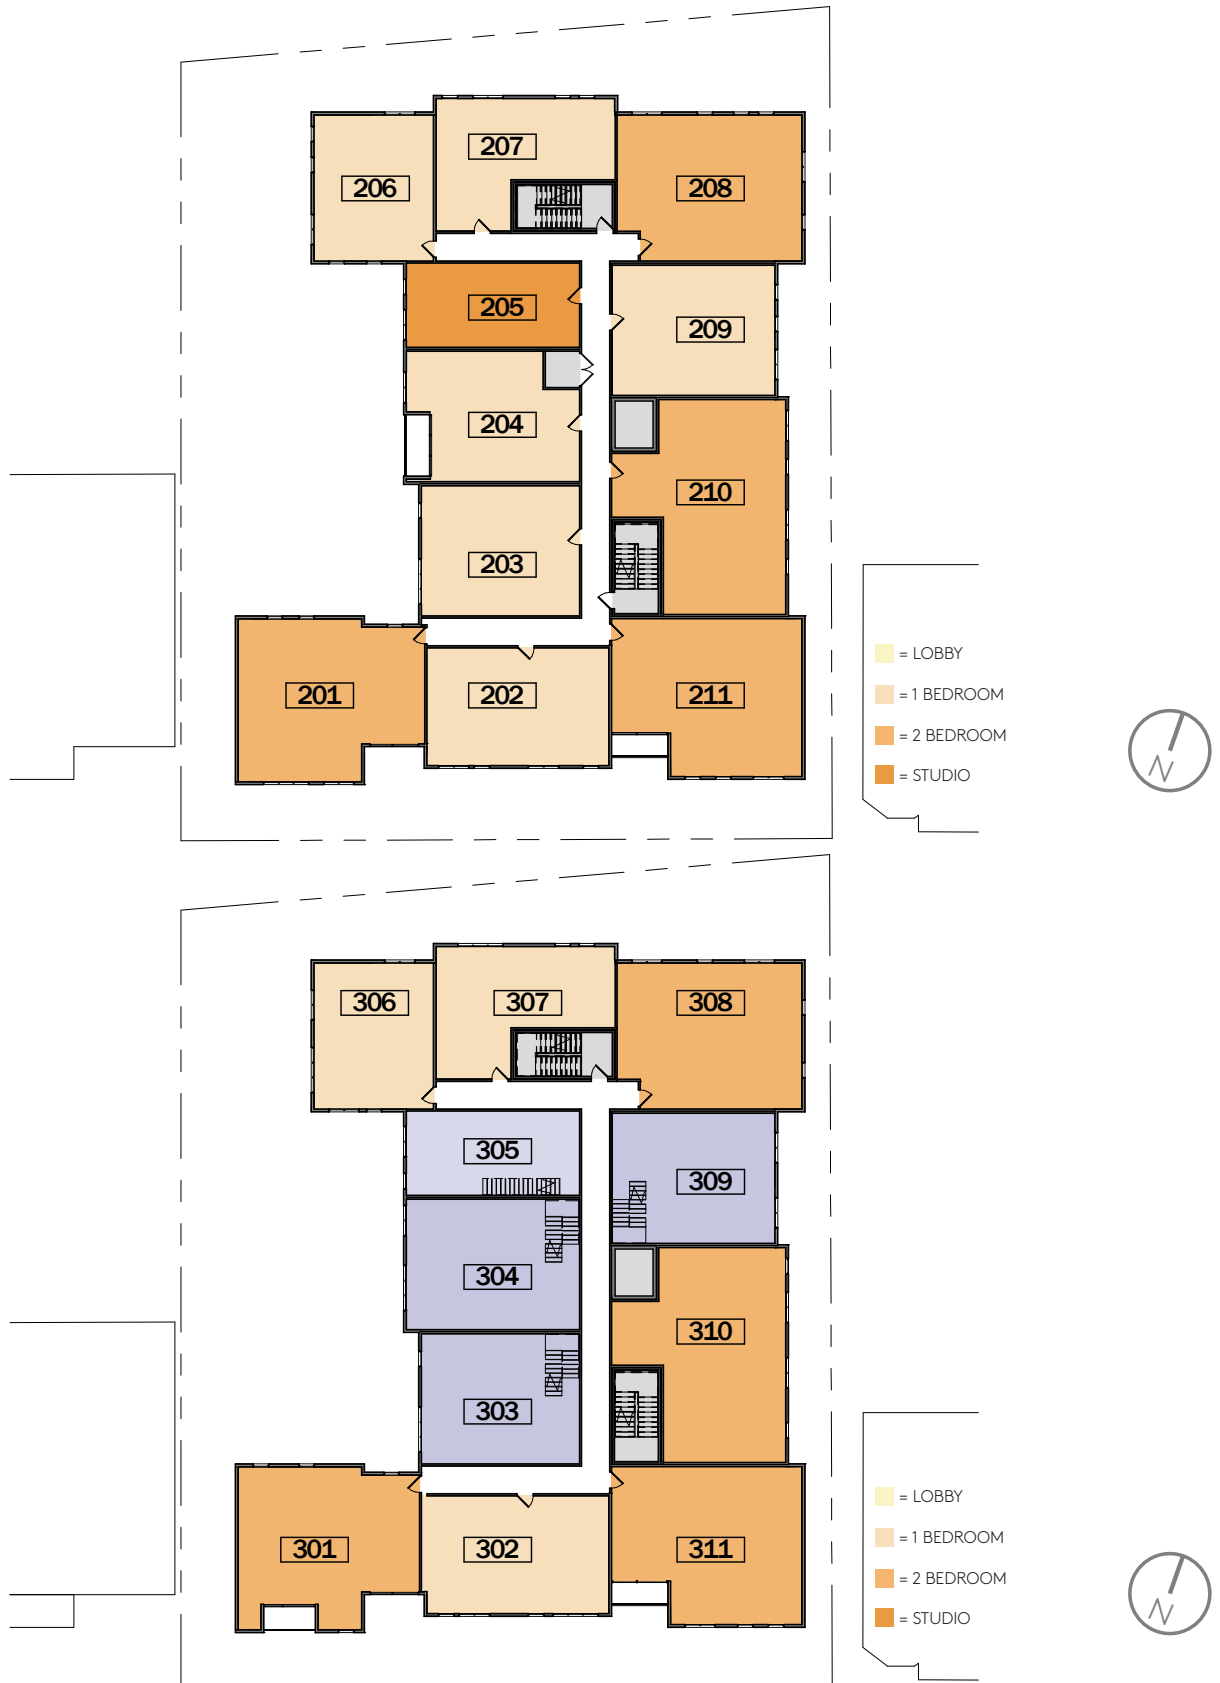 207
206
208
205
209
204
210
203
201
202
211
= LOBBY
= 1 BEDROOM
= 2 BEDROOM
= STUDIO
N
306
307
308
305
309
304
310
303
301
302
311
= LOBBY
= 1 BEDROOM
= 2 BEDROOM
= STUDIO
N